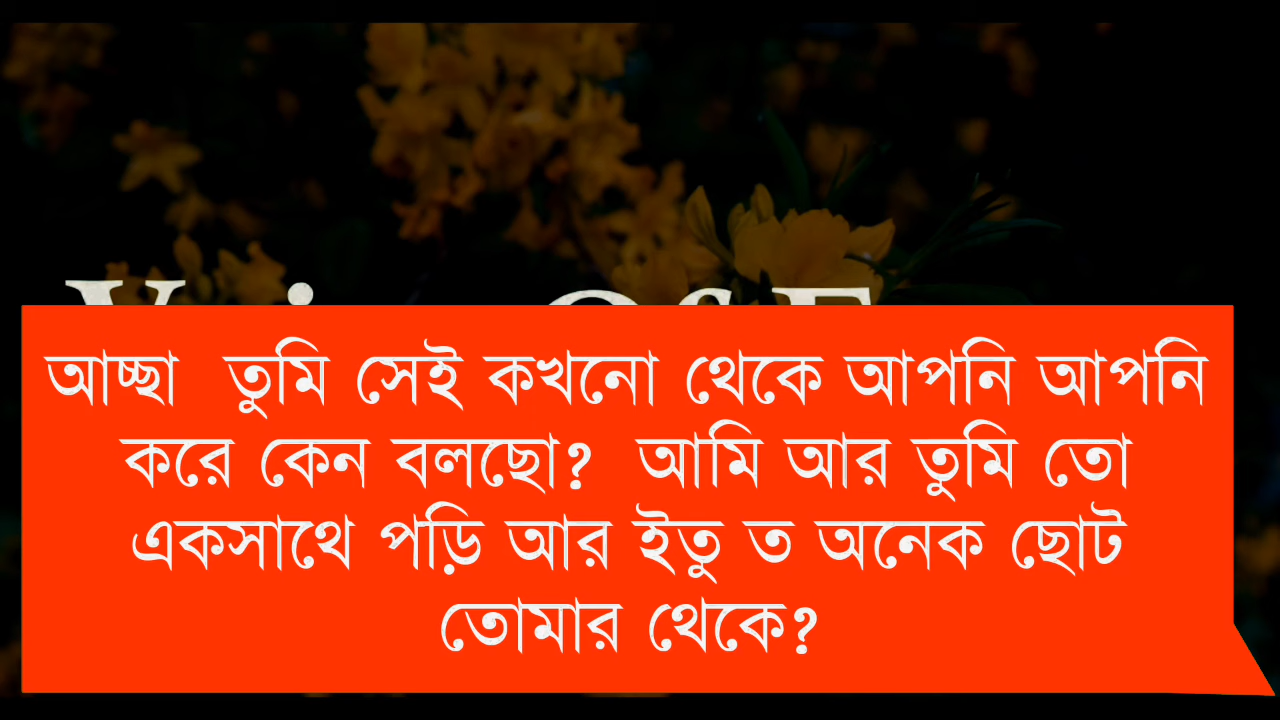 আচ্ছা তুমি সেই কখনো থেকে আপনি আপনি
করে কেন বলছো? আমি আর তুমি তো
একসাথে পড়ি আর ইতু ত অনেক ছোট
তোমার থেকে?